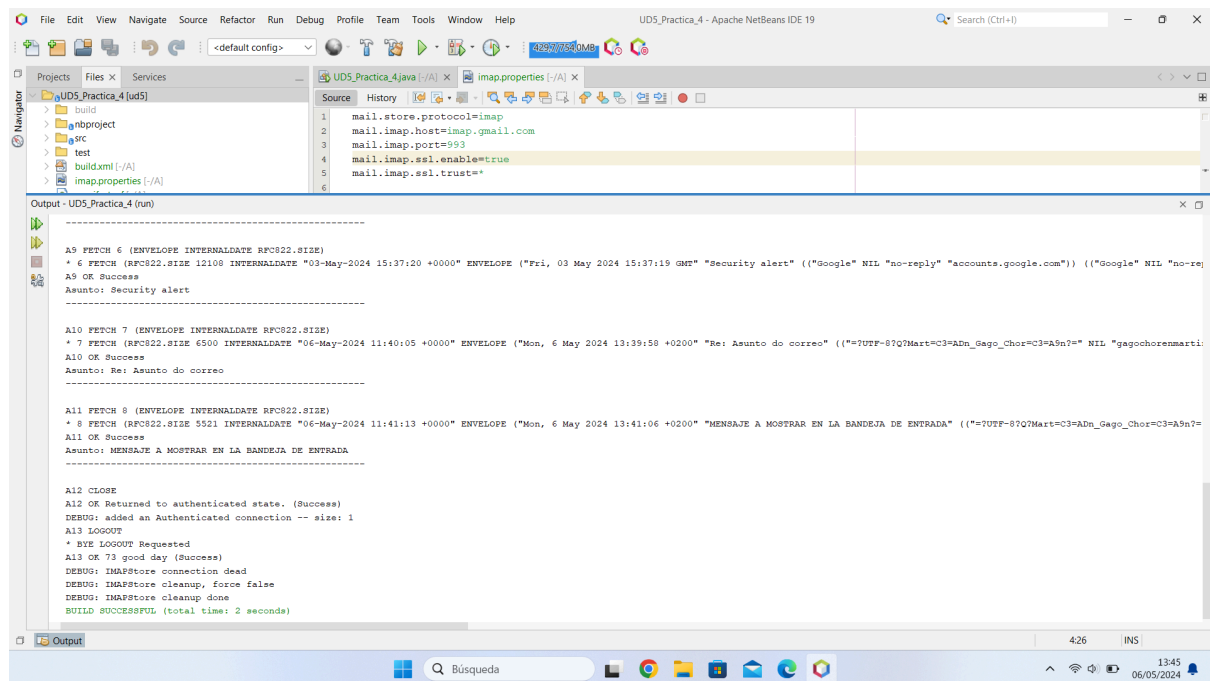 File Edit View Navigate Source Refactor Run Debug Profile Team Tools Window Help UD5_Practica_4 - Apache NetBeans IDE 19 Search (Ctrl+I)
<default config> 429,7/754,0MB
Projects Files Services UD5_Practica_4.java [-/A] imap.properties [-/A]
Navigator
UD5_Practica_4 [ud5]
build
nbproject
src
test
build.xml [-/A]
imap.properties [-/A]
Source History
1 mail.store.protocol=imap
2 mail.imap.host=imap.gmail.com
3 mail.imap.port=993
4 mail.imap.ssl.enable=true
5 mail.imap.ssl.trust=*
6
Output - UD5_Practica_4 (run)
----------------------------------------------------
A9 FETCH 6 (ENVELOPE INTERNALDATE RFC822.SIZE)
* 6 FETCH (RFC822.SIZE 12108 INTERNALDATE "03-May-2024 15:37:20 +0000" ENVELOPE ("Fri, 03 May 2024 15:37:19 GMT" "Security alert" (("Google" NIL "no-reply" "accounts.google.com")) (("Google" NIL "no-rep
A9 OK Success
Asunto: Security alert
----------------------------------------------------
A10 FETCH 7 (ENVELOPE INTERNALDATE RFC822.SIZE)
* 7 FETCH (RFC822.SIZE 6500 INTERNALDATE "06-May-2024 11:40:05 +0000" ENVELOPE ("Mon, 6 May 2024 13:39:58 +0200" "Re: Asunto do correo" (("=?UTF-8?Q?Mart=C3=ADn_Gago_Chor=C3=A9n?=" NIL "gagochorenmarti
A10 OK Success
Asunto: Re: Asunto do correo
----------------------------------------------------
A11 FETCH 8 (ENVELOPE INTERNALDATE RFC822.SIZE)
* 8 FETCH (RFC822.SIZE 5521 INTERNALDATE "06-May-2024 11:41:13 +0000" ENVELOPE ("Mon, 6 May 2024 13:41:06 +0200" "MENSAJE A MOSTRAR EN LA BANDEJA DE ENTRADA" (("=?UTF-8?Q?Mart=C3=ADn_Gago_Chor=C3=A9n?=
A11 OK Success
Asunto: MENSAJE A MOSTRAR EN LA BANDEJA DE ENTRADA
----------------------------------------------------
A12 CLOSE
A12 OK Returned to authenticated state. (Success)
DEBUG: added an Authenticated connection -- size: 1
A13 LOGOUT
* BYE LOGOUT Requested
A13 OK 73 good day (Success)
DEBUG: IMAPStore connection dead
DEBUG: IMAPStore cleanup, force false
DEBUG: IMAPStore cleanup done
BUILD SUCCESSFUL (total time: 2 seconds)
Output 4:26 INS
Búsqueda 13:45
06/05/2024